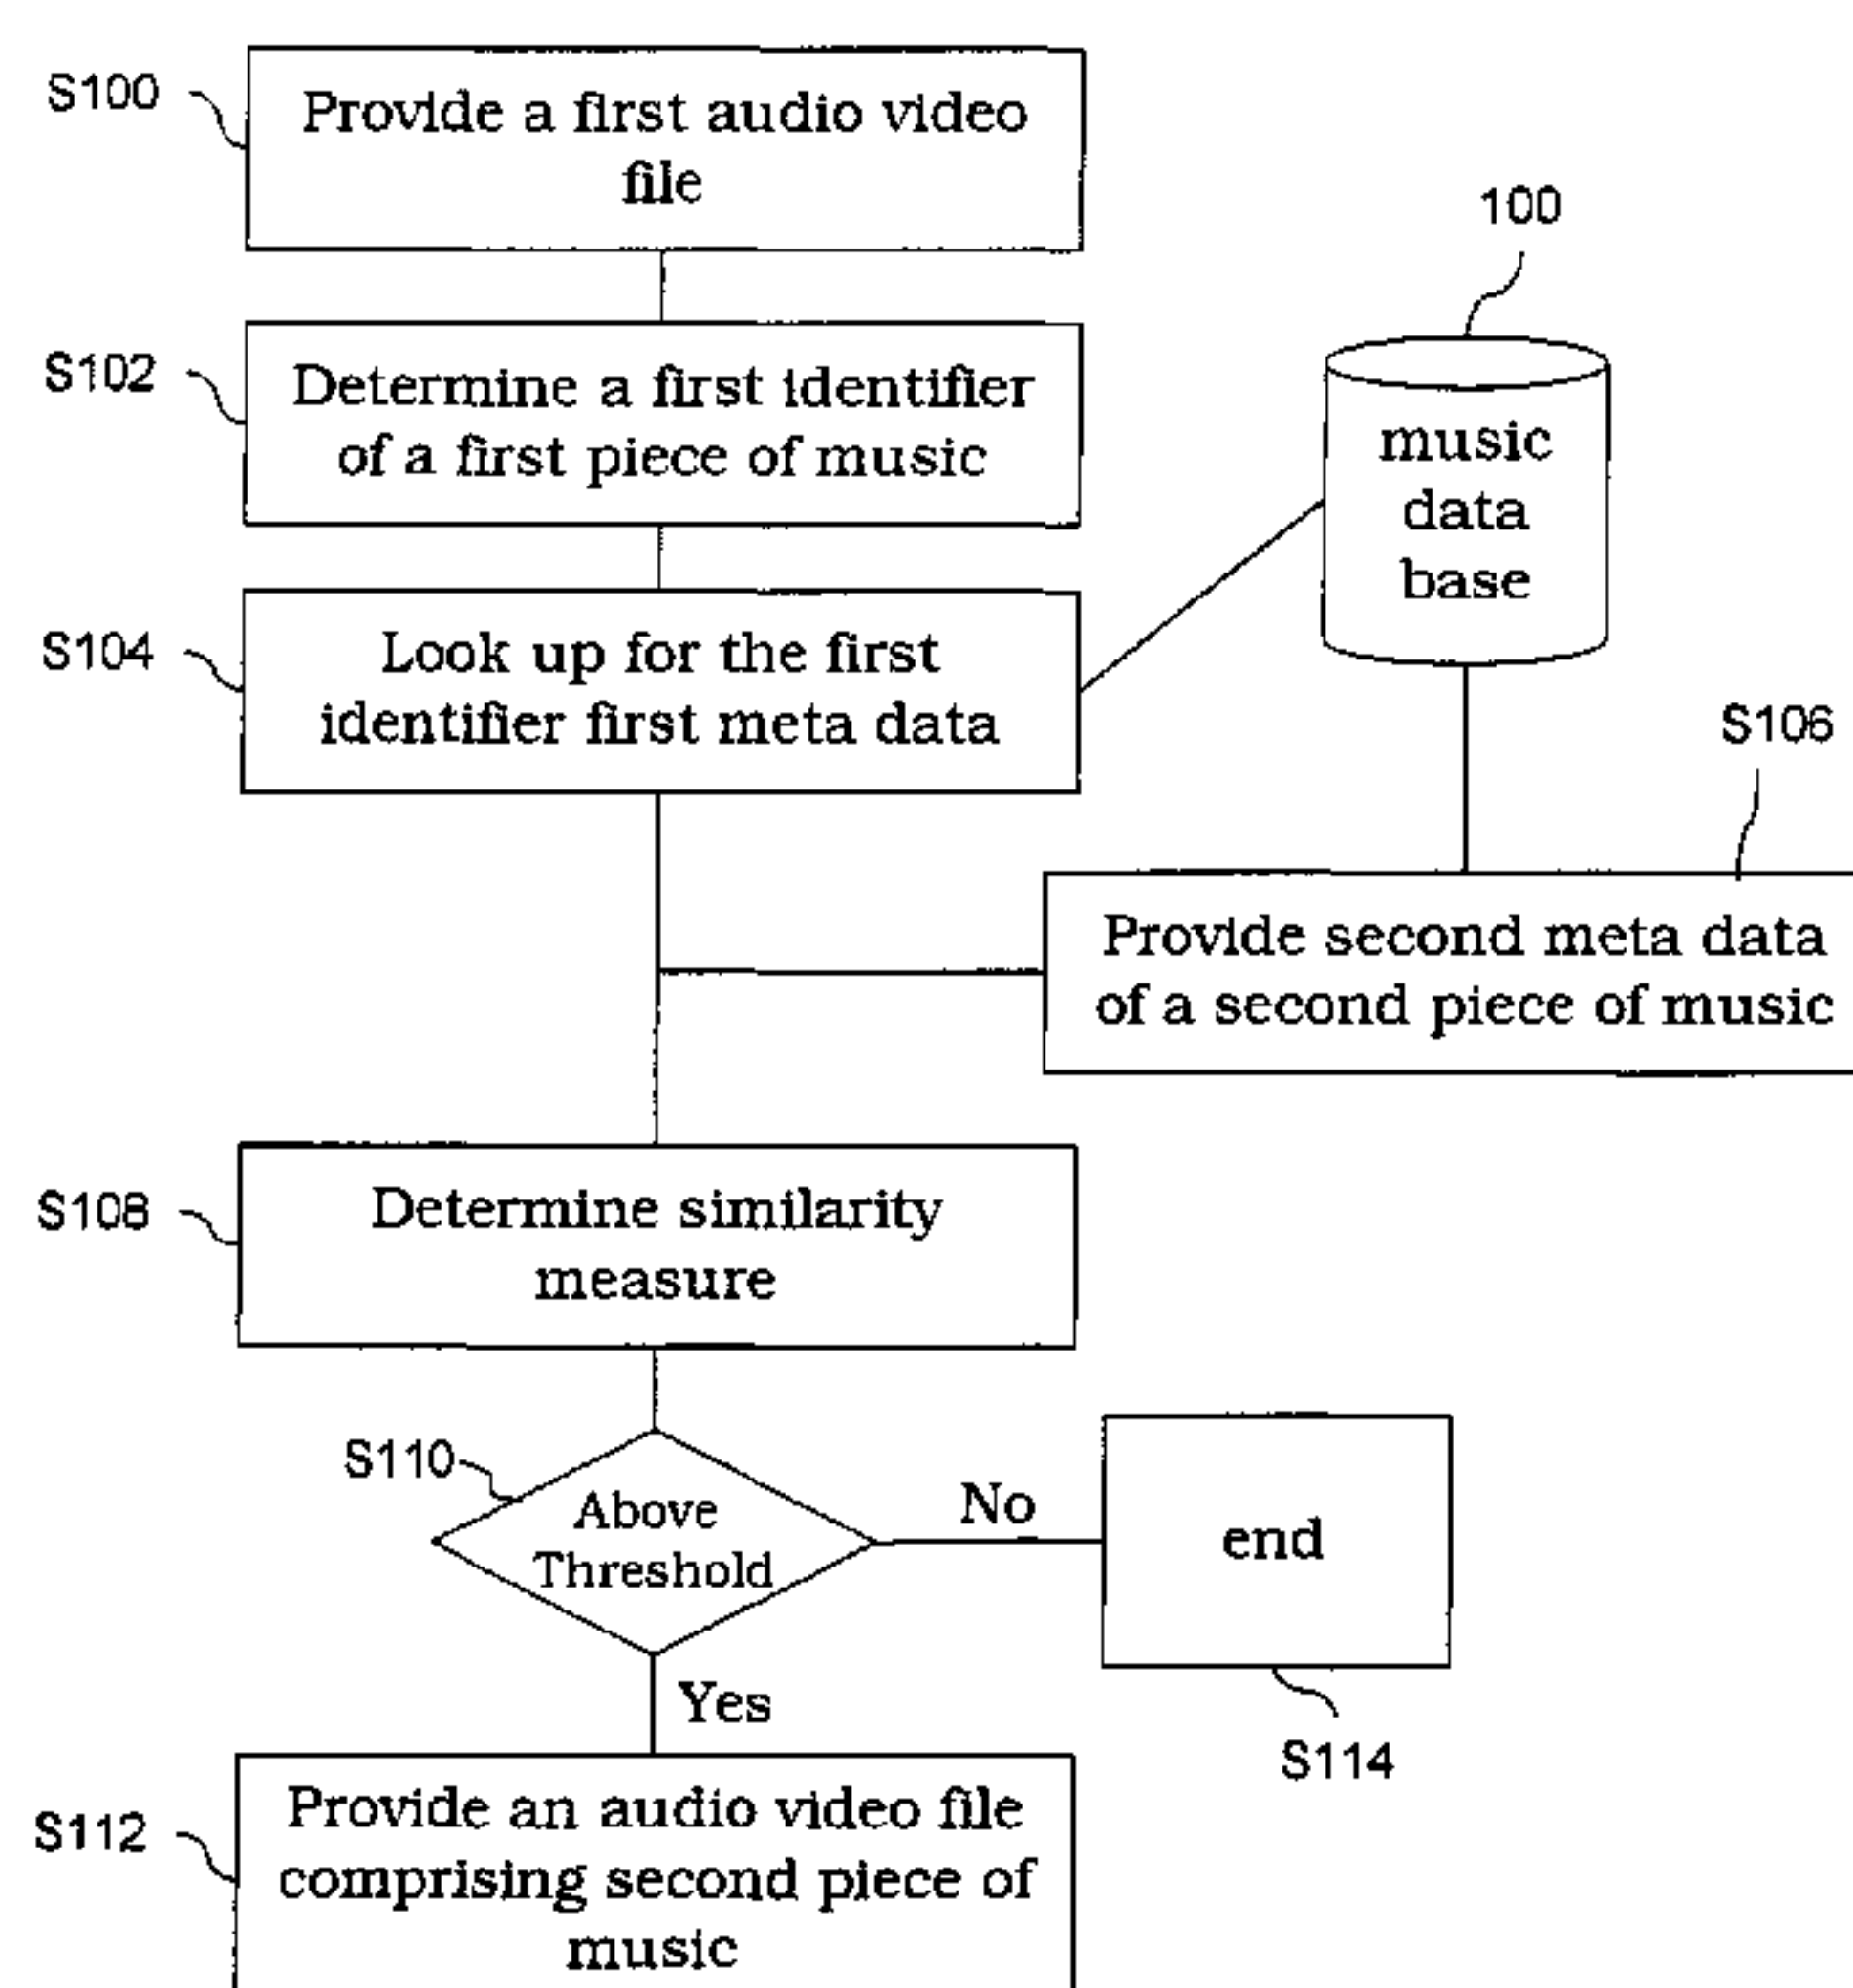 S100
Provide a first audio video
file
100
S102
Determine a first identifier
of a first piece of music
music
data
base
S104
Look up for the first
identifier first meta data
S106
Provide second meta data
of a second piece of music
S108
Determine similarity
measure
S110
Above
Threshold
No
end
Yes
S114
S112
Provide an audio video file
comprising second piece of
music